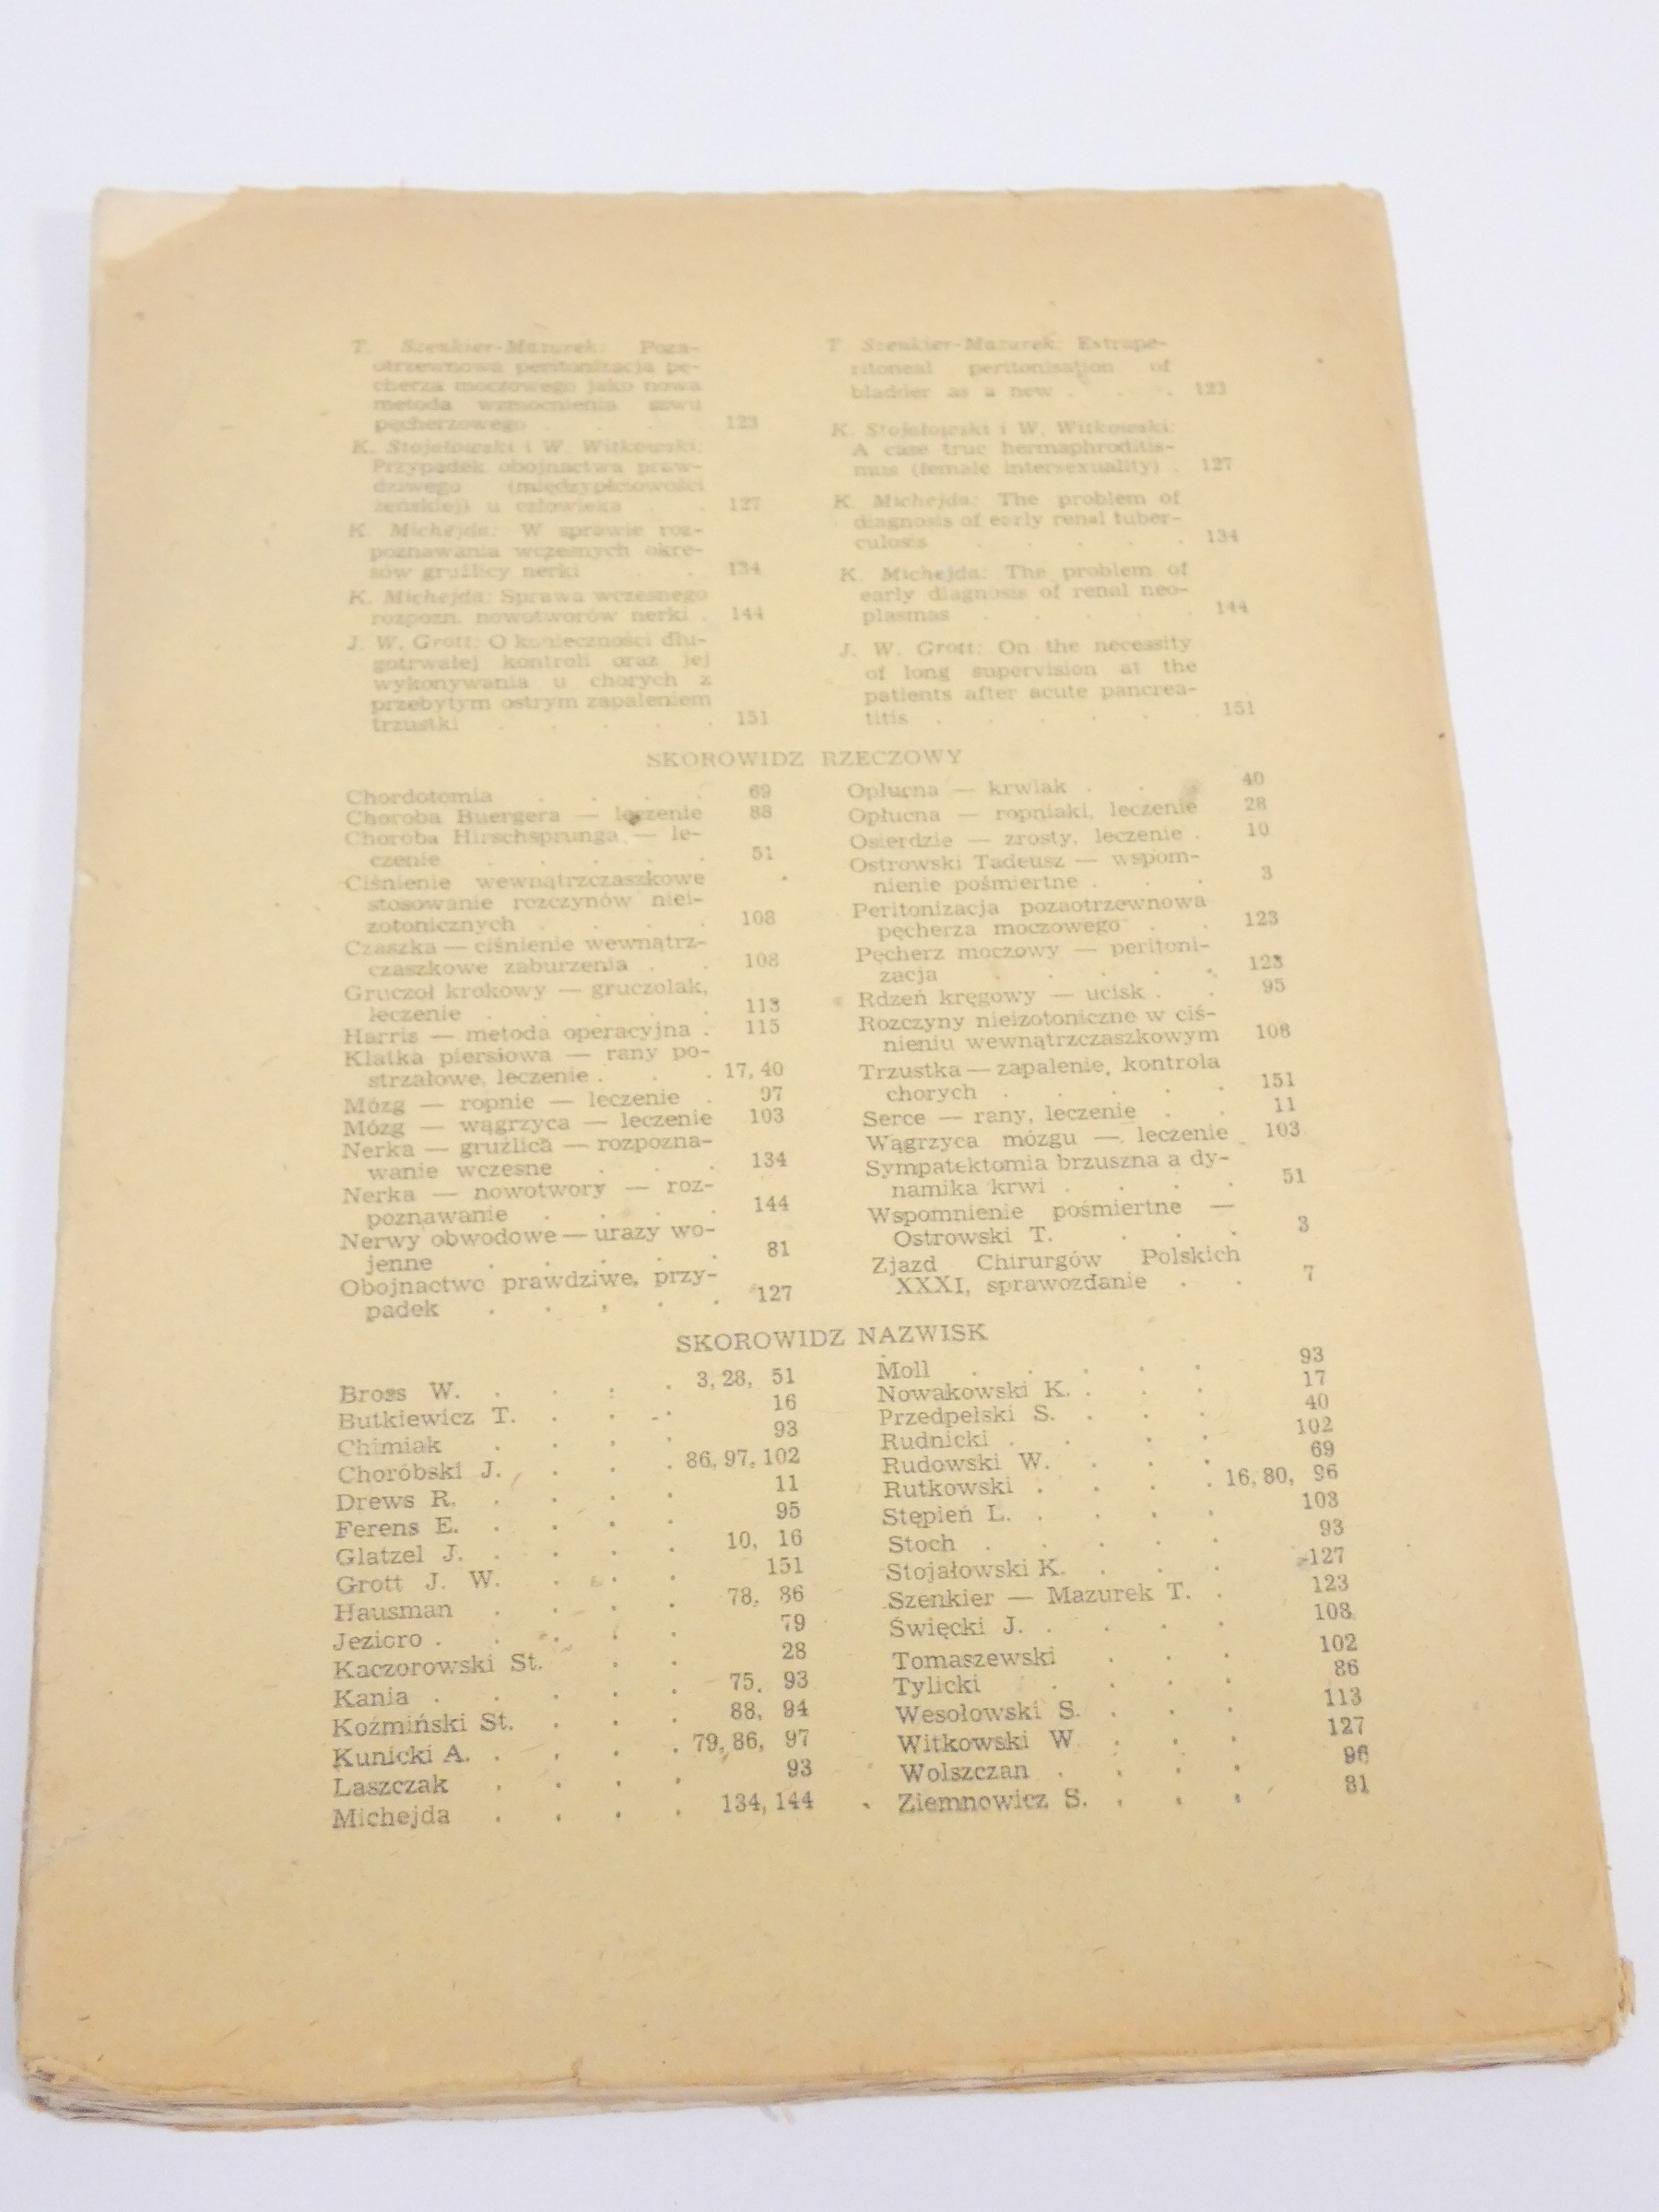 T. Szenkier-Mazurek: Poza-
otrzewnowa peritonizacja pę-
cherza moczowego jako nowa
metoda wzmocnienia szwu
pęcherzowego . . . 123
K. Stojałowski i W. Witkowski:
Przypadek obojnactwa praw-
dziwego (międzypłciowości
żeńskiej) u człowieka . . 127
K. Michejda: W sprawie roz-
poznawania wczesnych okre-
sów gruźlicy nerki . . 134
K. Michejda: Sprawa wczesnego
rozpozn. nowotworów nerki . 144
J. W. Grott: O konieczności dłu-
gotrwałej kontroli oraz jej
wykonywania u chorych z
przebytym ostrym zapaleniem
trzustki . . . . . 151
T. Szenkier-Mazurek: Extrape-
ritoneal peritonisation of
bladder as a new . . . 123
K. Stojałowski i W. Witkowski:
A case true hermaphroditis-
mus (female intersexuality) . 127
K. Michejda: The problem of
diagnosis of early renal tuber-
culosis . . . . . 134
K. Michejda: The problem of
early diagnosis of renal neo-
plasmas . . . . 144
J. W. Grott: On the necessity
of long supervision at the
patients after acute pancrea-
titis . . . . . . 151
SKOROWIDZ RZECZOWY
Chordotomia . . . . 69
Choroba Buergera — leczenie 88
Choroba Hirschsprunga — le-
czenie . . . . . 51
Ciśnienie wewnątrzczaszkowe
stosowanie rozczynów niei-
zotonicznych . . . . 108
Czaszka — ciśnienie wewnątrz-
czaszkowe zaburzenia . . 108
Gruczoł krokowy — gruczolak,
leczenie . . . . . 113
Harris — metoda operacyjna . 115
Klatka piersiowa — rany po-
strzałowe, leczenie . . . 17, 40
Mózg — ropnie — leczenie . 97
Mózg — wągrzyca — leczenie 103
Nerka — gruźlica — rozpozna-
wanie wczesne . . . 134
Nerka — nowotwory — roz-
poznawanie . . . . 144
Nerwy obwodowe — urazy wo-
jenne . . . . . 81
Obojnactwo prawdziwe, przy-
padek . . . . . 127
Opłucna — krwiak . . . 40
Opłucna — ropniaki, leczenie 28
Osierdzie — zrosty, leczenie . 10
Ostrowski Tadeusz — wspom-
nienie pośmiertne . . . 3
Peritonizacja pozaotrzewnowa
pęcherza moczowego . . 123
Pęcherz moczowy — peritoni-
zacja . . . . . 123
Rdzeń kręgowy — ucisk . . 95
Rozczyny nieizotoniczne w ciś-
nieniu wewnątrzczaszkowym 108
Trzustka — zapalenie, kontrola
chorych . . . . . 151
Serce — rany, leczenie . . 11
Wągrzyca mózgu — leczenie 103
Sympatektomia brzuszna a dy-
namika krwi . . . . 51
Wspomnienie pośmiertne —
Ostrowski T. . . . 3
Zjazd Chirurgów Polskich
XXXI, sprawozdanie . . 7
SKOROWIDZ NAZWISK
Bross W. . . . . 3, 28, 51
Butkiewicz T. . . . 16
Chimiak . . . . 93
Choróbski J. . . . 86, 97, 102
Drews R. . . . . 11
Ferens E. . . . . 95
Glatzel J. . . . . 10, 16
Grott J. W. . . . 151
Hausman . . . . 78, 86
Jezioro . . . . . 79
Kaczorowski St. . . 28
Kania . . . . . 75, 93
Koźmiński St. . . . 88, 94
Kunicki A. . . . . 79, 86, 97
Laszczak . . . . 93
Michejda . . . . 134, 144
Moll . . . . . 93
Nowakowski K. . . . 17
Przedpełski S. . . . 40
Rudnicki . . . . 102
Rudowski W. . . . 69
Rutkowski . . . . 16, 80, 96
Stępień L. . . . . 103
Stoch . . . . . 93
Stojałowski K. . . . 127
Szenkier — Mazurek T. . 123
Święcki J. . . . . 108
Tomaszewski . . . 102
Tylicki . . . . 86
Wesołowski S. . . . 113
Witkowski W . . . 127
Wolszczan . . . . 96
Ziemnowicz S. . . . 81